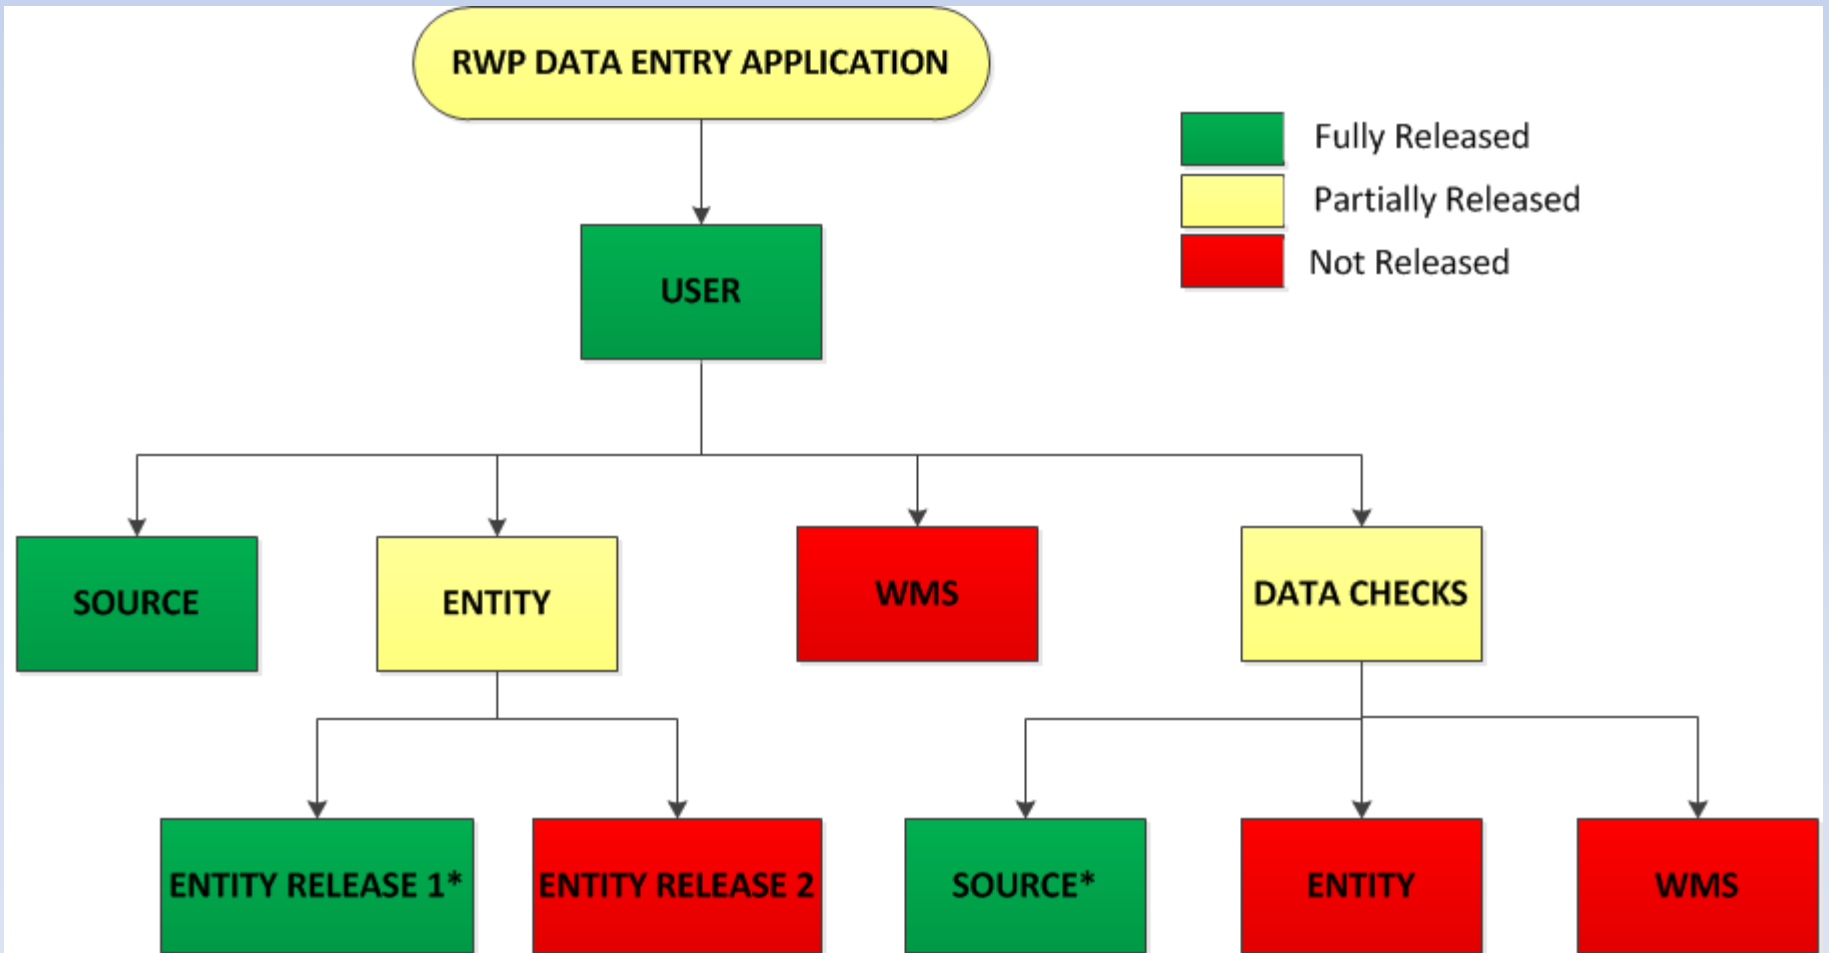 RWP DATA ENTRY APPLICATION
Fully Released
Partially Released
Not Released
USER
SOURCE
ENTITY
WMS
DATA CHECKS
ENTITY RELEASE 1*
ENTITY RELEASE 2
SOURCE*
ENTITY
WMS